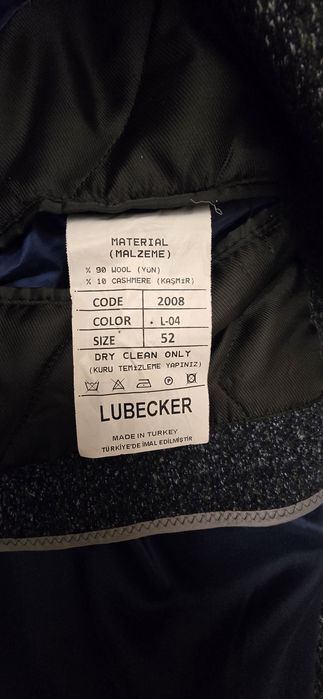 MATERIAL
(MALZEME)
% 90 WOOL (YÜN)
% 10 CASHMERE (KAŞMİR)
CODE 2008
COLOR L-04
SIZE 52
DRY CLEAN ONLY
(KURU TEMİZLEME YAPINIZ)
P
LUBECKER
MADE IN TURKEY
TÜRKİYE'DE İMAL EDİLMİŞTİR